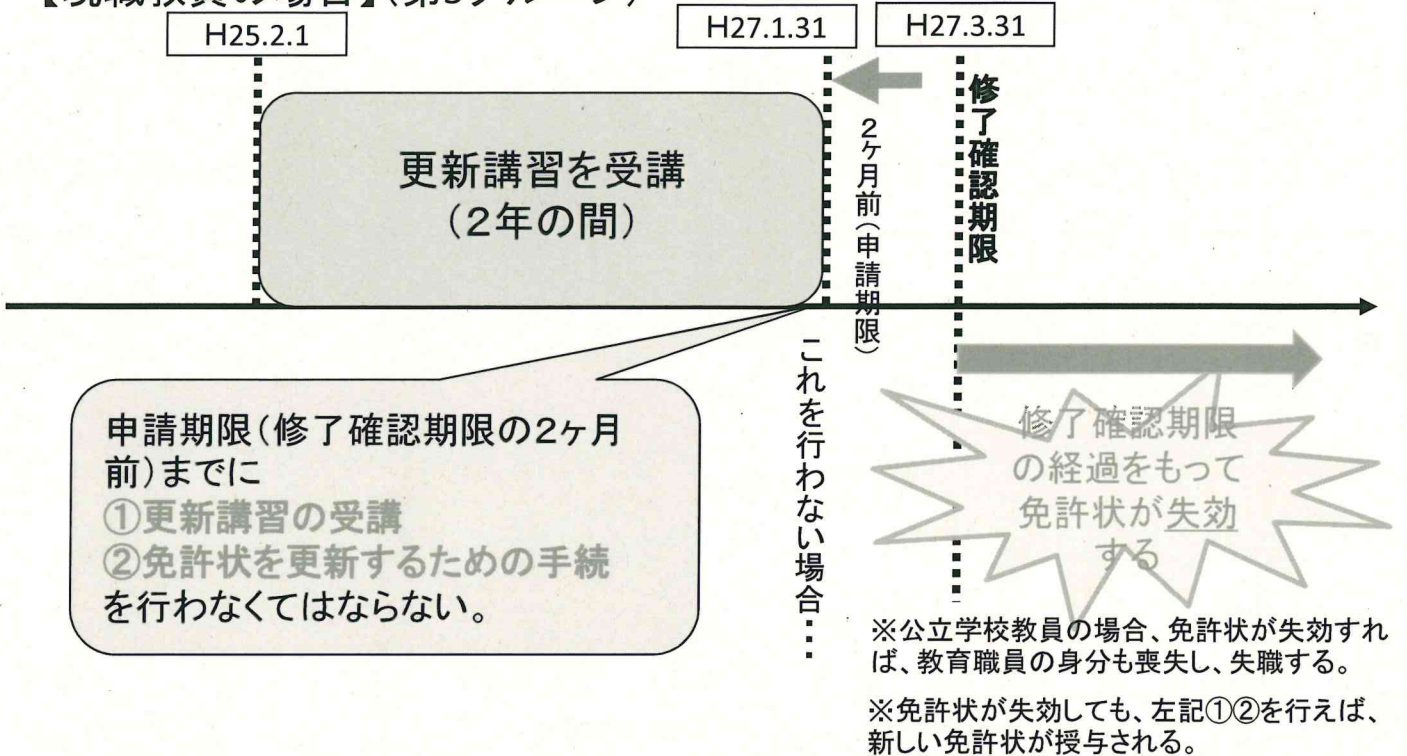 H25.2.1
H27.1.31
H27.3.31
更新講習を受講
(2年の間)
2ヶ月前(申請期限)
修了確認期限
申請期限(修了確認期限の2ヶ月
前)までに
①更新講習の受講
②免許状を更新するための手続
を行わなくてはならない。
これを行わない場合・・・
修了確認期限
の経過をもって
免許状が失効
する
※公立学校教員の場合、免許状が失効すれ
ば、教育職員の身分も喪失し、失職する。
※免許状が失効しても、左記①②を行えば、
新しい免許状が授与される。